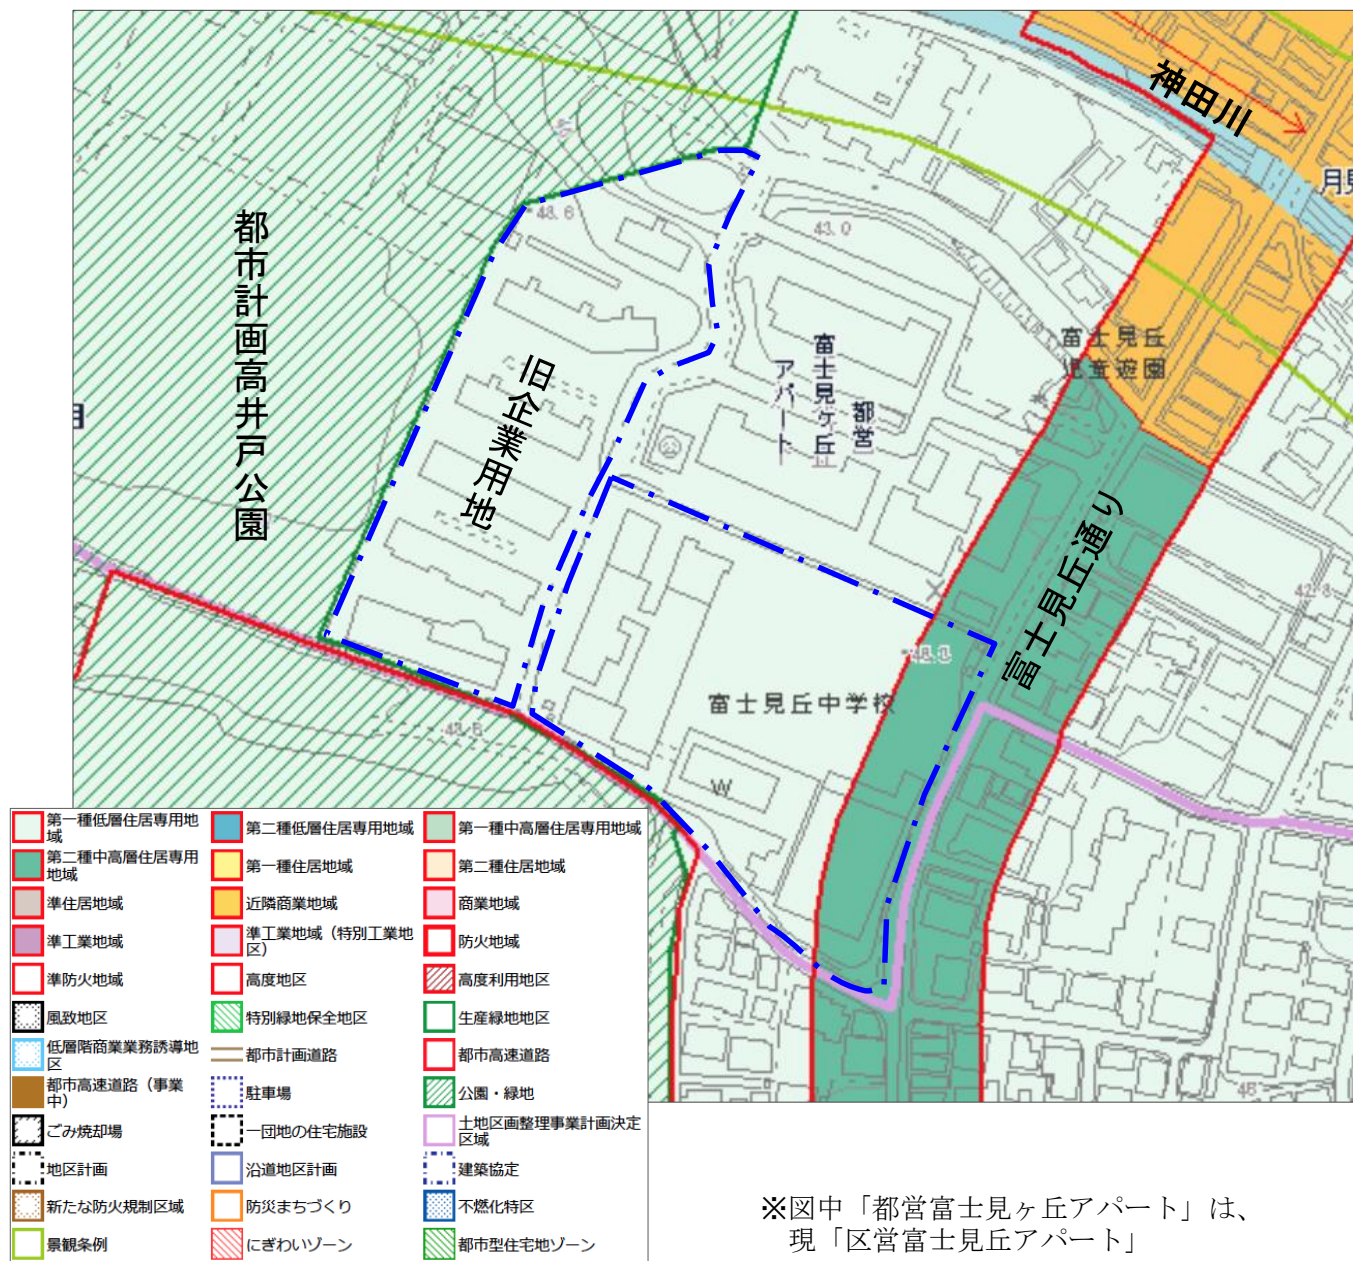 神田川
月見
43.0
48.6
都市計画高井戸公園
旧企業用地
都営
富士見ヶ丘
アパート
富士見丘
児童遊園
公
富士見丘通り
富士見丘中学校
W
第一種低層住居専用地
域
第二種低層住居専用地域
第一種中高層住居専用地域
第二種中高層住居専用
地域
第一種住居地域
第二種住居地域
準住居地域
近隣商業地域
商業地域
準工業地域
準工業地域（特別工業地
区）
防火地域
準防火地域
高度地区
高度利用地区
風致地区
特別緑地保全地区
生産緑地地区
低層階商業業務誘導地
区
都市計画道路
都市高速道路
都市高速道路（事業
中）
駐車場
公園・緑地
ごみ焼却場
一団地の住宅施設
土地区画整理事業計画決定
区域
地区計画
沿道地区計画
建築協定
新たな防火規制区域
防災まちづくり
不燃化特区
景観条例
にぎわいゾーン
都市型住宅地ゾーン
※図中「都営富士見ヶ丘アパート」は、
現「区営富士見丘アパート」